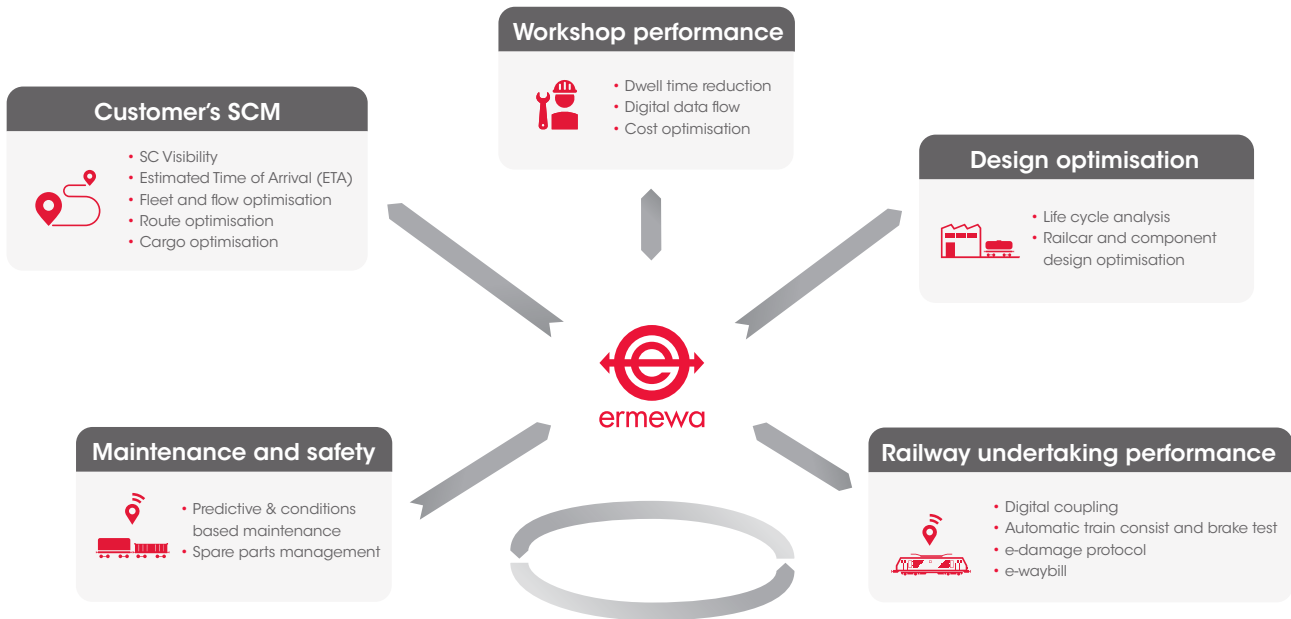 Workshop performance
• Dwell time reduction
• Digital data flow
• Cost optimisation
Customer's SCM
• SC Visibility
• Estimated Time of Arrival (ETA)
• Fleet and flow optimisation
• Route optimisation
• Cargo optimisation
Design optimisation
• Life cycle analysis
• Railcar and component
design optimisation
ermewa
Maintenance and safety
• Predictive & conditions
based maintenance
• Spare parts management
Railway undertaking performance
• Digital coupling
• Automatic train consist and brake test
• e-damage protocol
• e-waybill